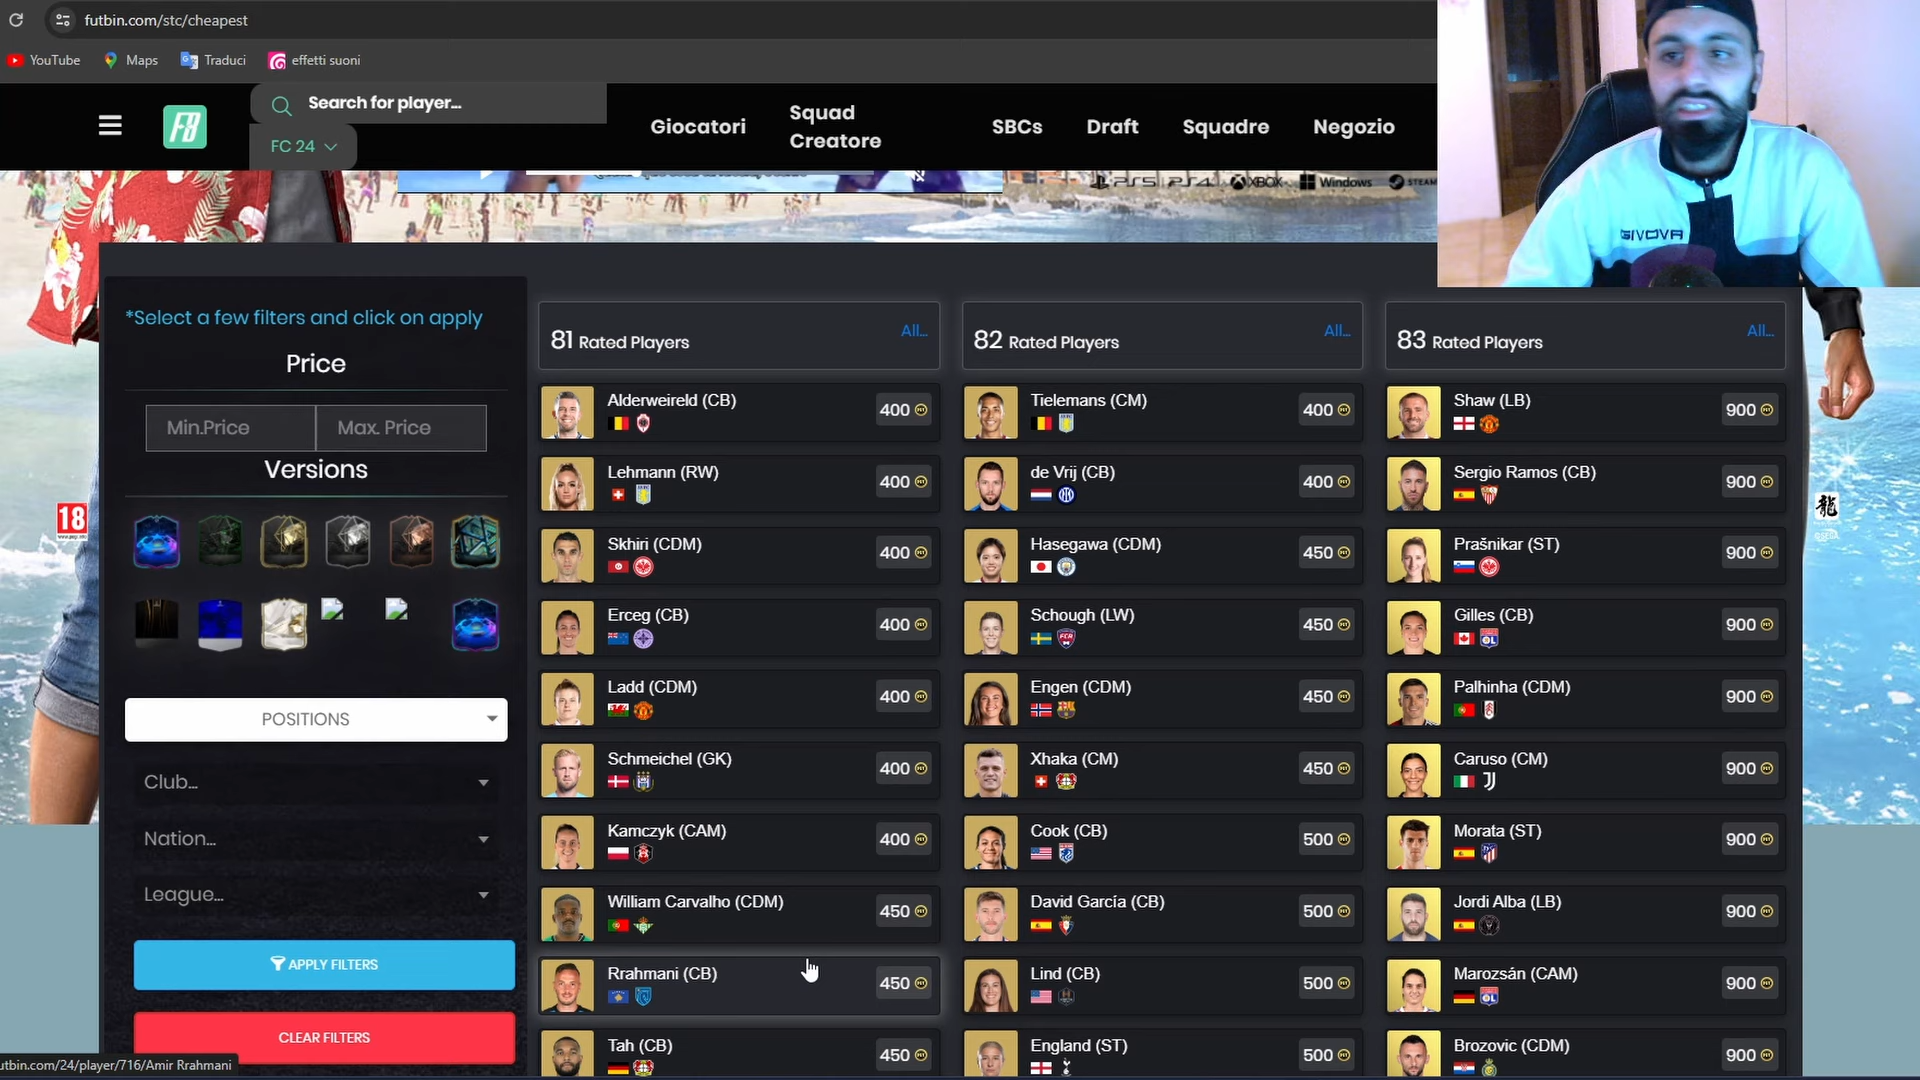 futbin.com/stc/cheapest
YouTube
Maps
Traduci
effetti suoni
Search for player...
FC 24
Giocatori
Squad
Creatore
SBCs
Draft
Squadre
Negozio
PS5 PS4 XBOX Windows STEAM
*Select a few filters and click on apply
Price
Min.Price
Max. Price
Versions
POSITIONS
Club...
Nation...
League...
APPLY FILTERS
CLEAR FILTERS
18
81 Rated Players
All...
Alderweireld (CB)
400
Lehmann (RW)
400
Skhiri (CDM)
400
Erceg (CB)
400
Ladd (CDM)
400
Schmeichel (GK)
400
Kamczyk (CAM)
400
William Carvalho (CDM)
450
Rrahmani (CB)
450
Tah (CB)
450
82 Rated Players
All...
Tielemans (CM)
400
de Vrij (CB)
400
Hasegawa (CDM)
450
Schough (LW)
450
Engen (CDM)
450
Xhaka (CM)
450
Cook (CB)
500
David García (CB)
500
Lind (CB)
500
England (ST)
500
83 Rated Players
All...
Shaw (LB)
900
Sergio Ramos (CB)
900
Prašnikar (ST)
900
Gilles (CB)
900
Palhinha (CDM)
900
Caruso (CM)
900
Morata (ST)
900
Jordi Alba (LB)
900
Marozsán (CAM)
900
Brozovic (CDM)
900
GIVOVA
龍
utbin.com/24/player/716/Amir Rrahmani